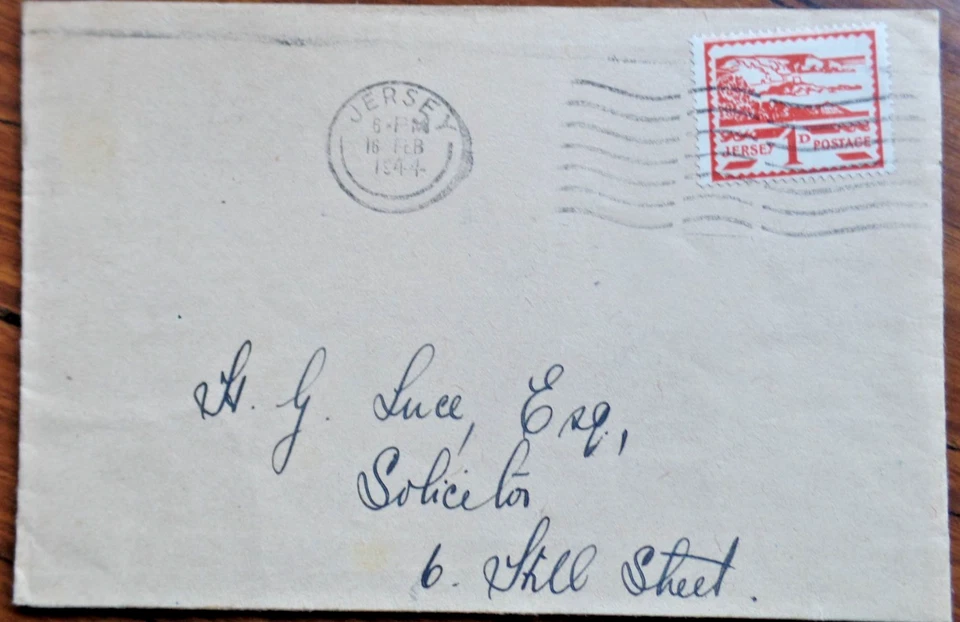 JERSEY
6-PM
16 FEB
1944
JERSEY 1D POSTAGE
H. G. Luce, Esq.,
Solicitor
6. Hill Street.